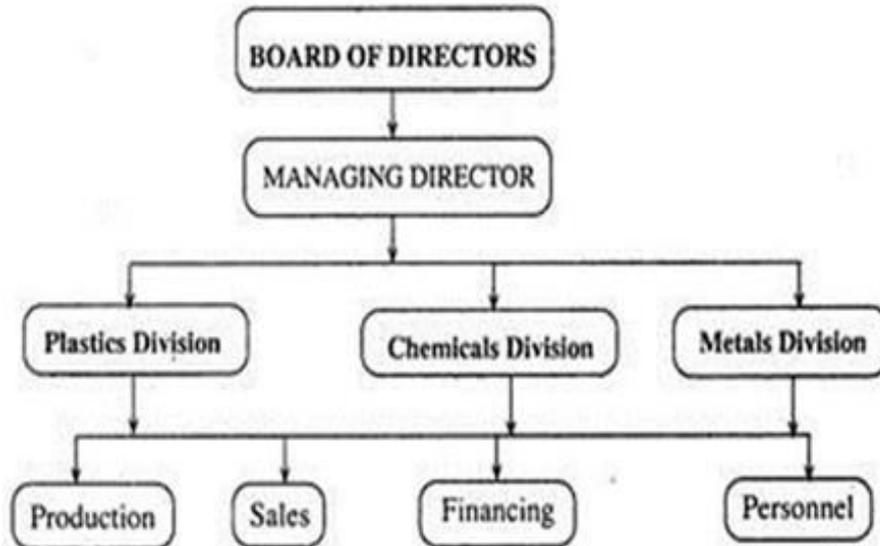 BOARD OF DIRECTORS
MANAGING DIRECTOR
Plastics Division
Chemicals Division
Metals Division
Production
Sales
Financing
Personnel